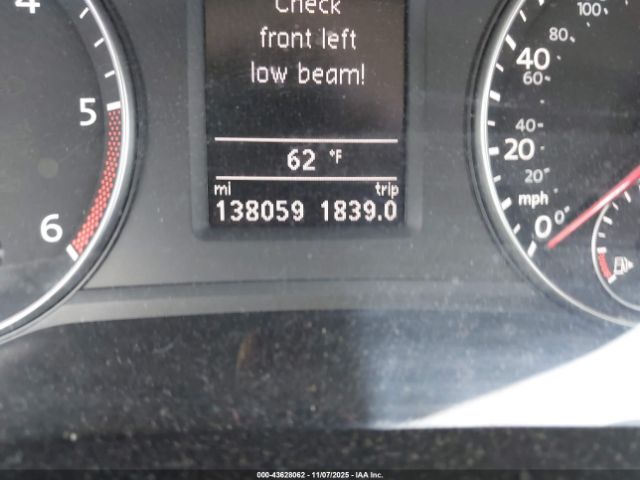 Check
front left
low beam!
62 °F
mi trip
138059 1839.0
4
5
6
100
80
40
60
40
20
20
mph
0 0
000-43628062 - 11/07/2025 - IAA Inc.